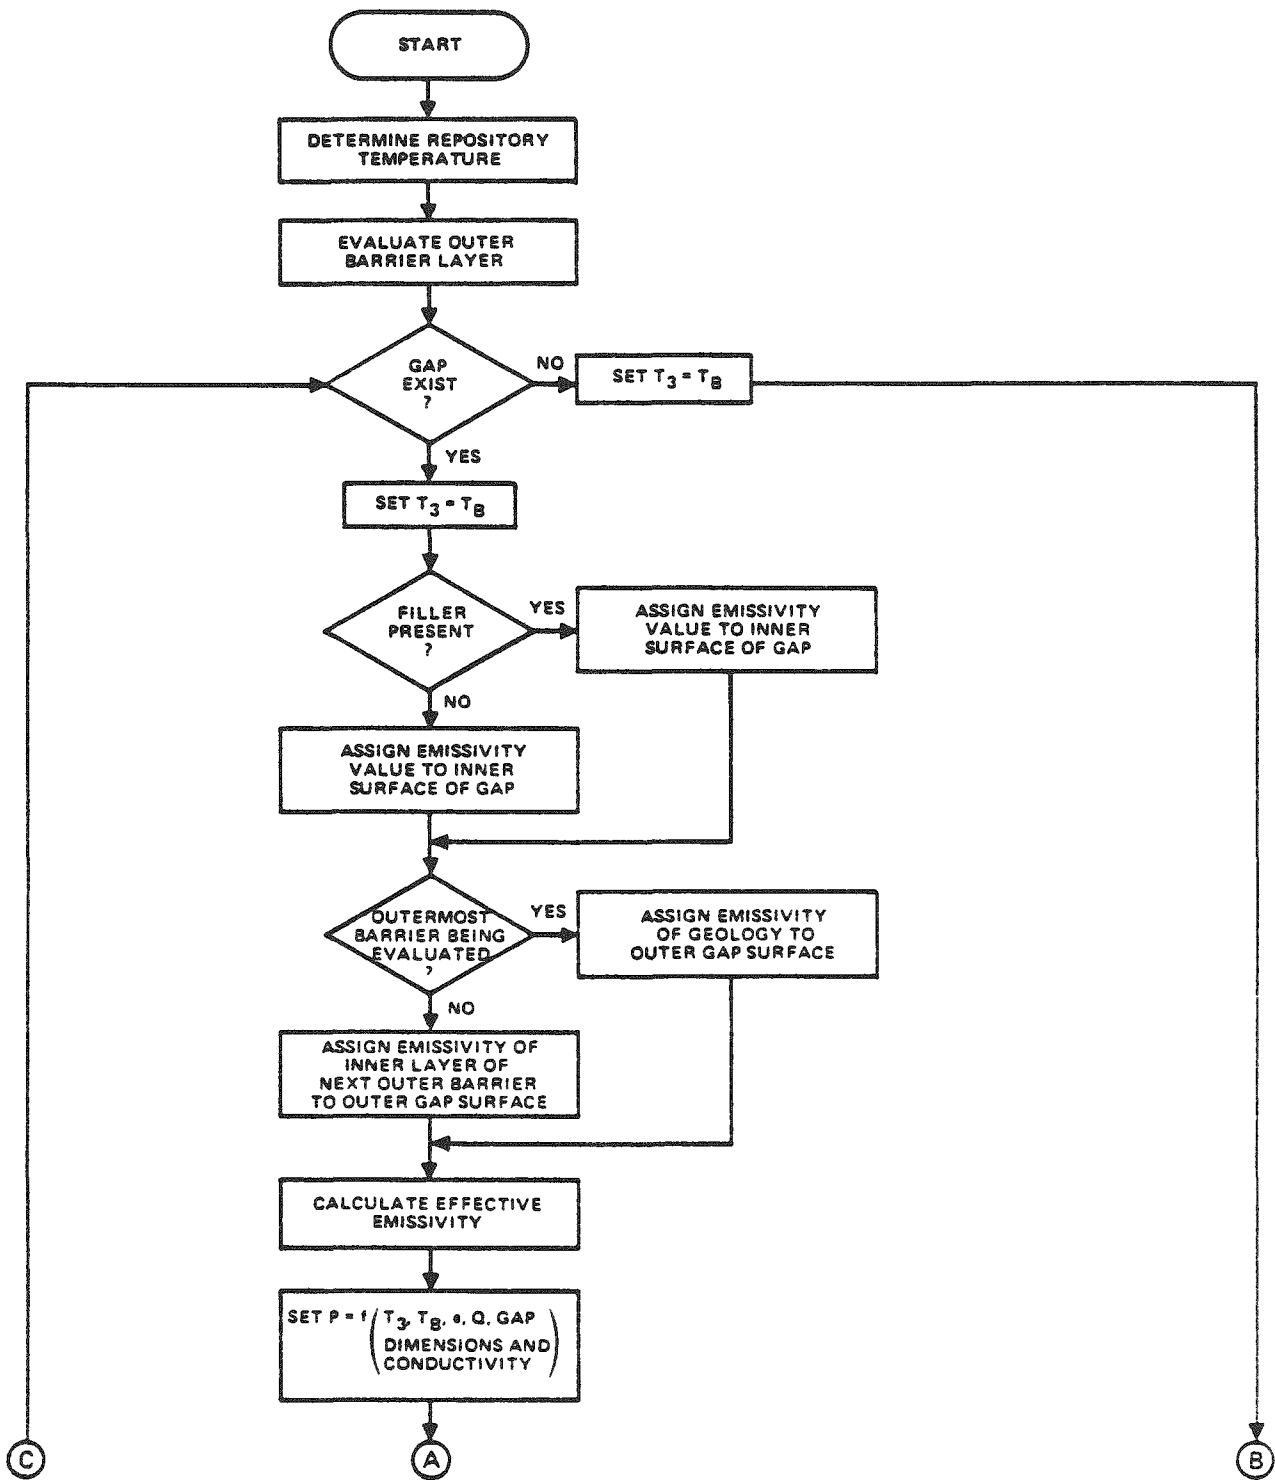 START
DETERMINE REPOSITORY
TEMPERATURE
EVALUATE OUTER
BARRIER LAYER
GAP
EXIST
?
NO
SET T3 = TB
YES
SET T3 = TB
FILLER
PRESENT
?
YES
ASSIGN EMISSIVITY
VALUE TO INNER
SURFACE OF GAP
NO
ASSIGN EMISSIVITY
VALUE TO INNER
SURFACE OF GAP
OUTERMOST
BARRIER BEING
EVALUATED
?
YES
ASSIGN EMISSIVITY
OF GEOLOGY TO
OUTER GAP SURFACE
NO
ASSIGN EMISSIVITY OF
INNER LAYER OF
NEXT OUTER BARRIER
TO OUTER GAP SURFACE
CALCULATE EFFECTIVE
EMISSIVITY
SET P = f ( T3, TB, e, Q, GAP
DIMENSIONS AND
CONDUCTIVITY )
C
A
B